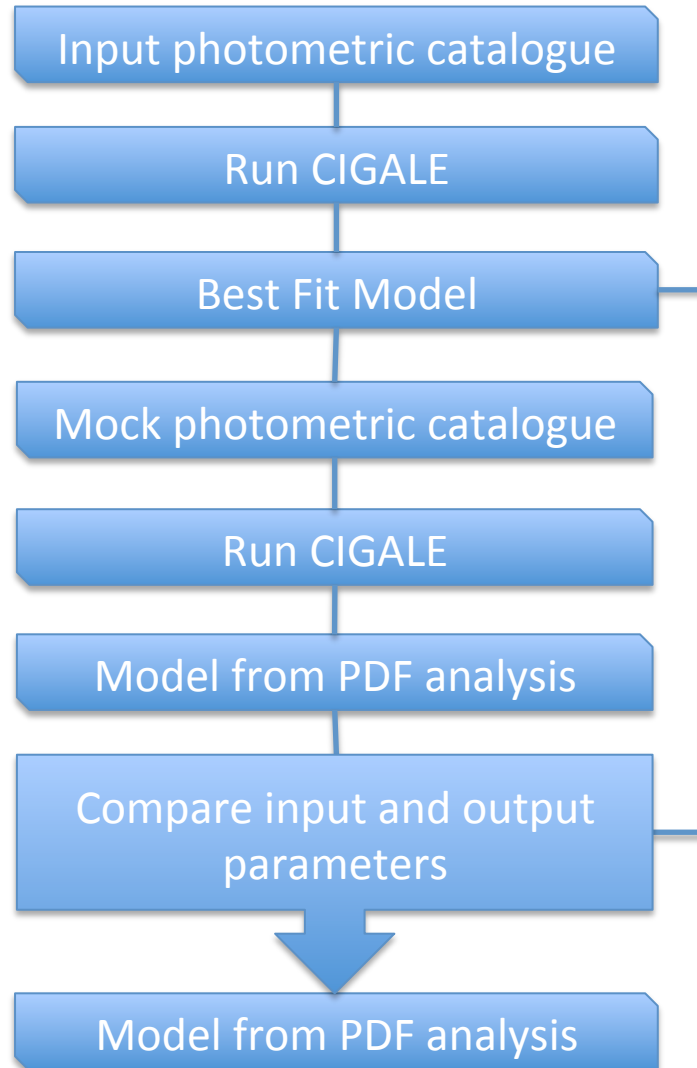 Input photometric catalogue
Run CIGALE
Best Fit Model
Mock photometric catalogue
Run CIGALE
Model from PDF analysis
Compare input and output
parameters
Model from PDF analysis